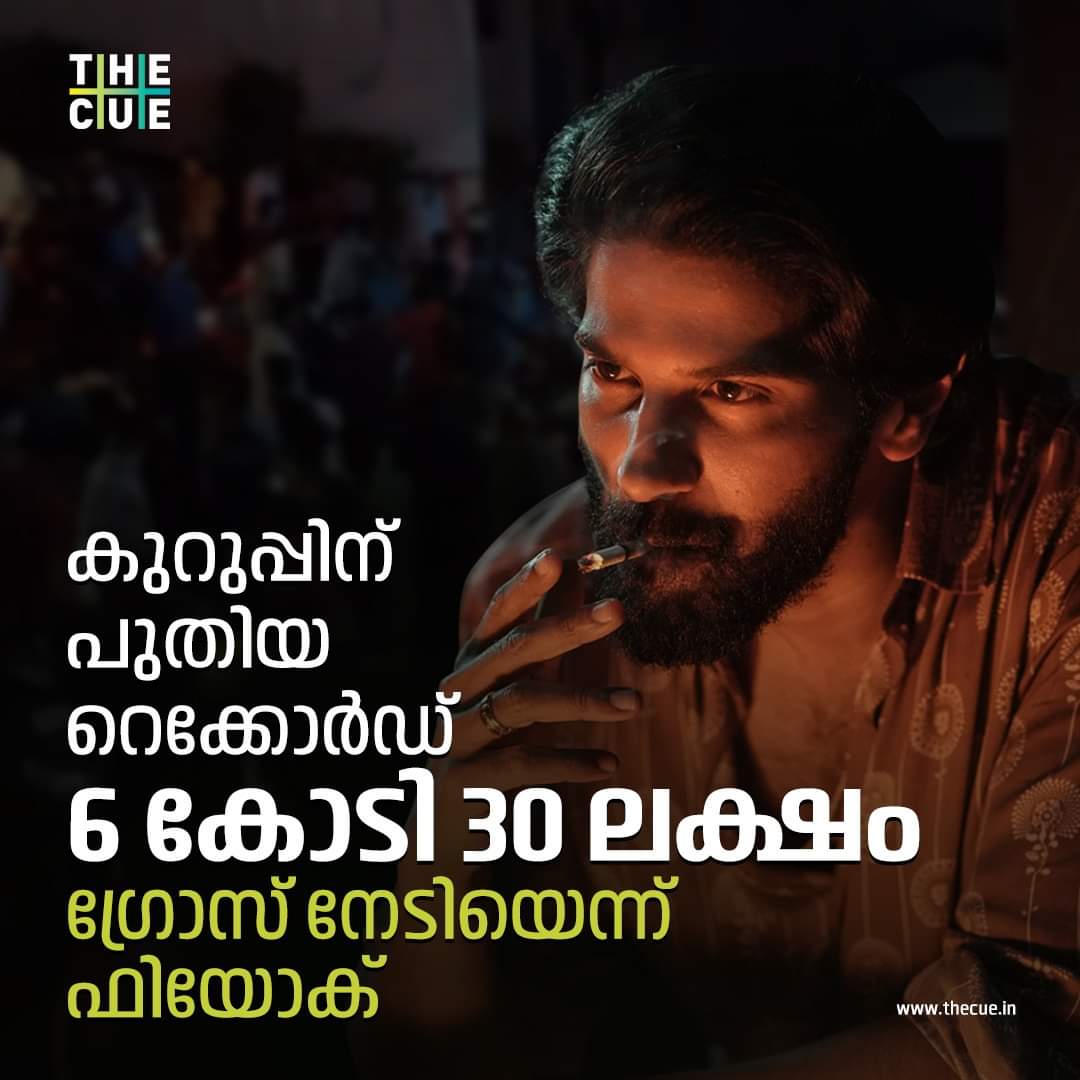 THE
CUE
കുറുപ്പിന്
പുതിയ
റെക്കോർഡ്
6 കോടി 30 ലക്ഷം
ഗ്രോസ് നേടിയെന്ന്
ഫിയോക്
www.thecue.in